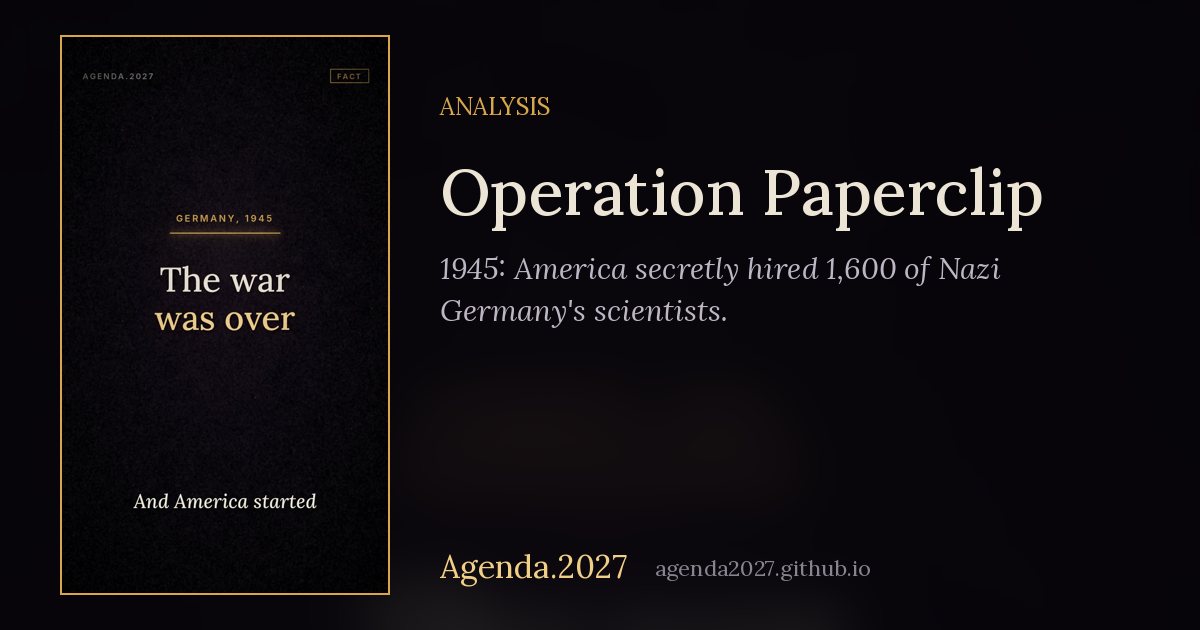 AGENDA.2027
FACT
GERMANY, 1945
The war
was over
And America started
ANALYSIS
Operation Paperclip
1945: America secretly hired 1,600 of Nazi
Germany's scientists.
Agenda.2027
agenda2027.github.io